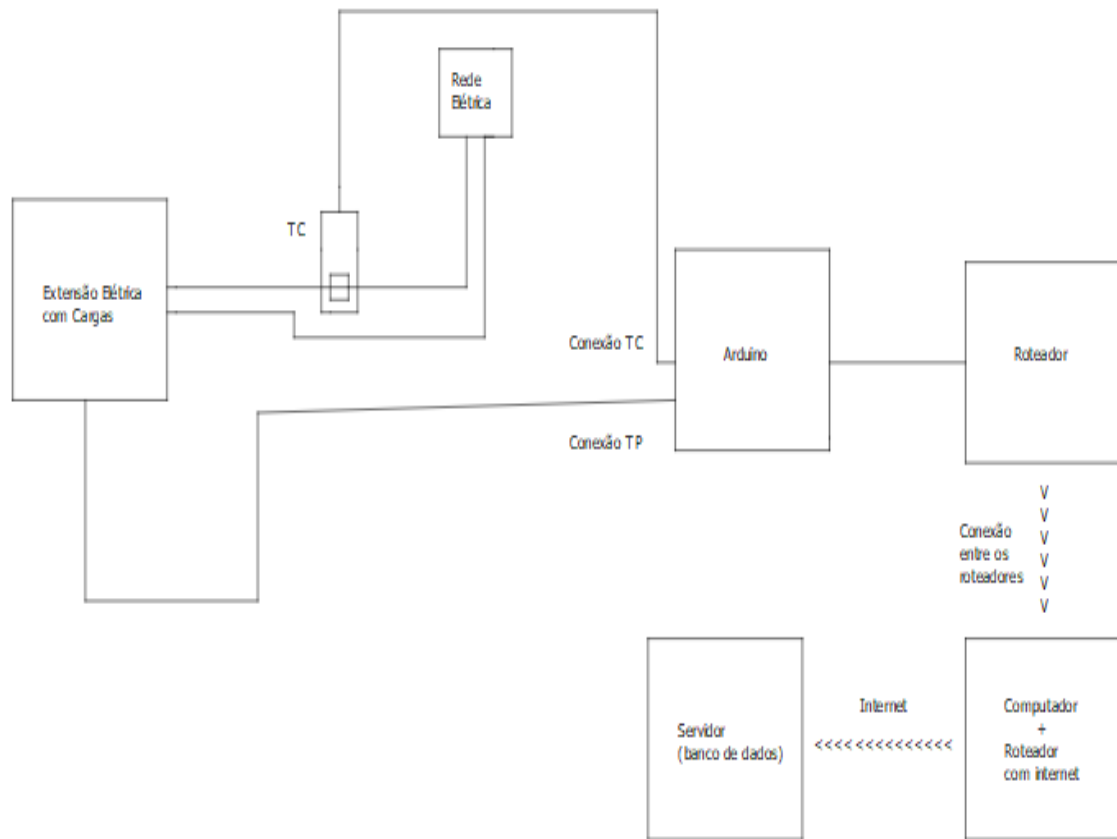 Rede
Elétrica
TC
Extensão Elétrica
com Cargas
Conexão TC
Arduino
Roteador
Conexão TP
V
V
V
V
V
V
Conexão
entre os
roteadores
Internet
Servidor
(banco de dados)
<<<<<<<<<<<<<<
Computador
+
Roteador
com internet